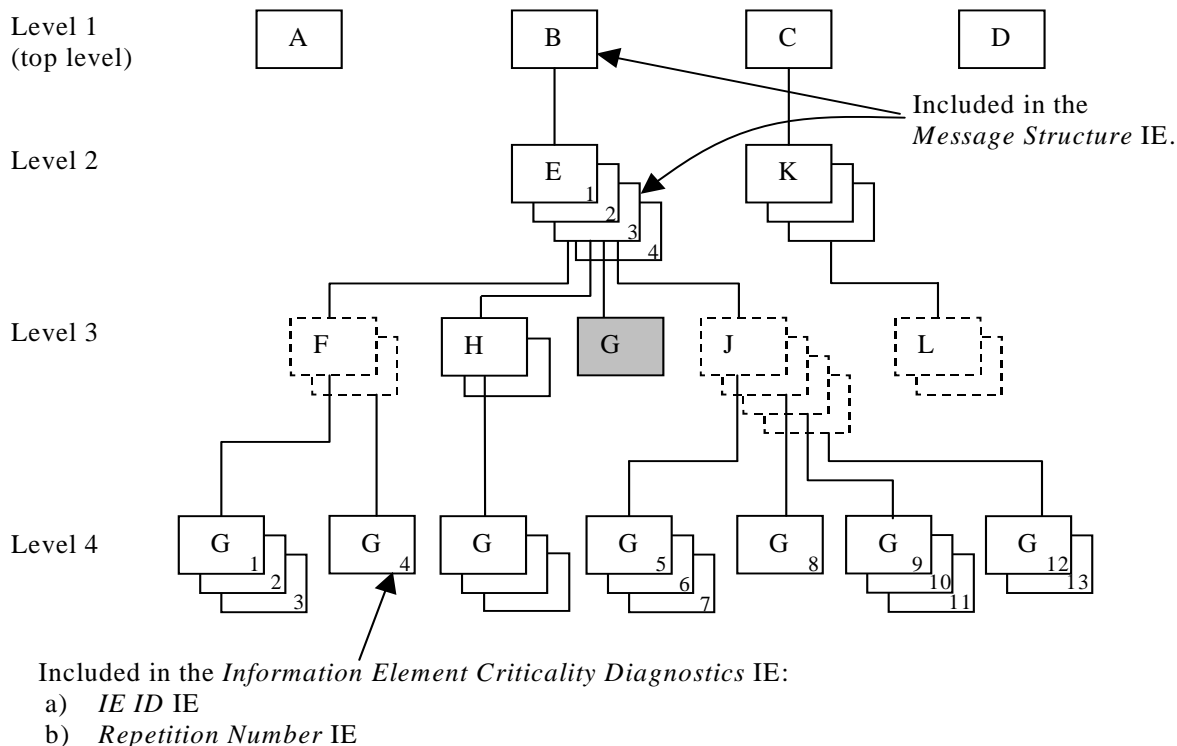 Level 1
(top level)
A
B
C
D
Included in the
Message Structure IE.
Level 2
E
1
2
3
4
K
Level 3
F
H
G
J
L
Level 4
G
1
2
3
G
4
G
G
5
6
7
G
8
G
9
10
11
G
12
13
Included in the Information Element Criticality Diagnostics IE:
a) IE ID IE
b) Repetition Number IE